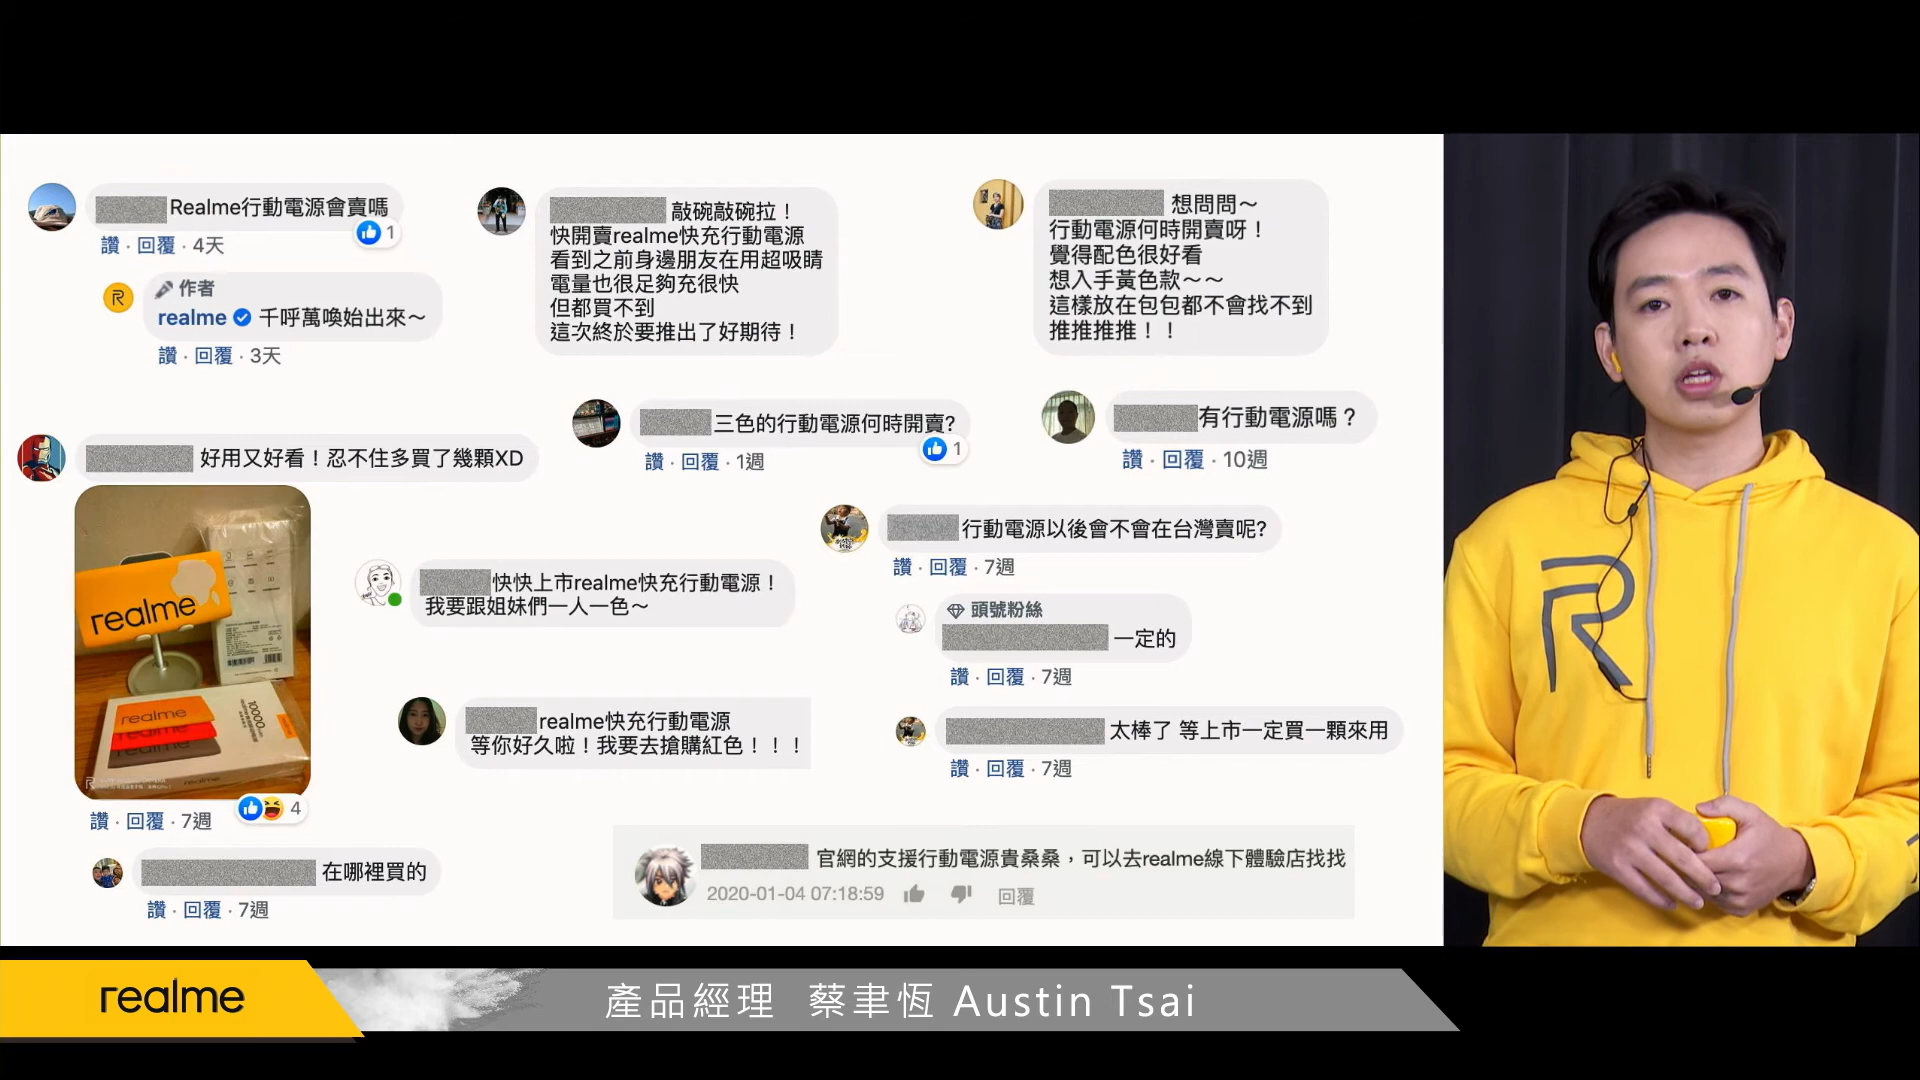 Realme行動電源會賣嗎
1
讚 · 回覆 · 4天
作者
realme 千呼萬喚始出來～
讚 · 回覆 · 3天
敲碗敲碗拉！
快開賣realme快充行動電源
看到之前身邊朋友在用超吸睛
電量也很足夠充很快
但都買不到
這次終於要推出了好期待！
想問問～
行動電源何時開賣呀！
覺得配色很好看
想入手黃色款～～
這樣放在包包都不會找不到
推推推推！！
好用又好看！忍不住多買了幾顆XD
realme
realme
10000
讚 · 回覆 · 7週
4
在哪裡買的
讚 · 回覆 · 7週
三色的行動電源何時開賣?
1
讚 · 回覆 · 1週
有行動電源嗎？
讚 · 回覆 · 10週
快快上市realme快充行動電源！
我要跟姐妹們一人一色～
realme快充行動電源
等你好久啦！我要去搶購紅色！！！
行動電源以後會不會在台灣賣呢?
讚 · 回覆 · 7週
頭號粉絲
一定的
讚 · 回覆 · 7週
太棒了 等上市一定買一顆來用
讚 · 回覆 · 7週
官網的支援行動電源貴桑桑，可以去realme線下體驗店找找
2020-01-04 07:18:59 回覆
R
realme
產品經理 蔡聿恆 Austin Tsai